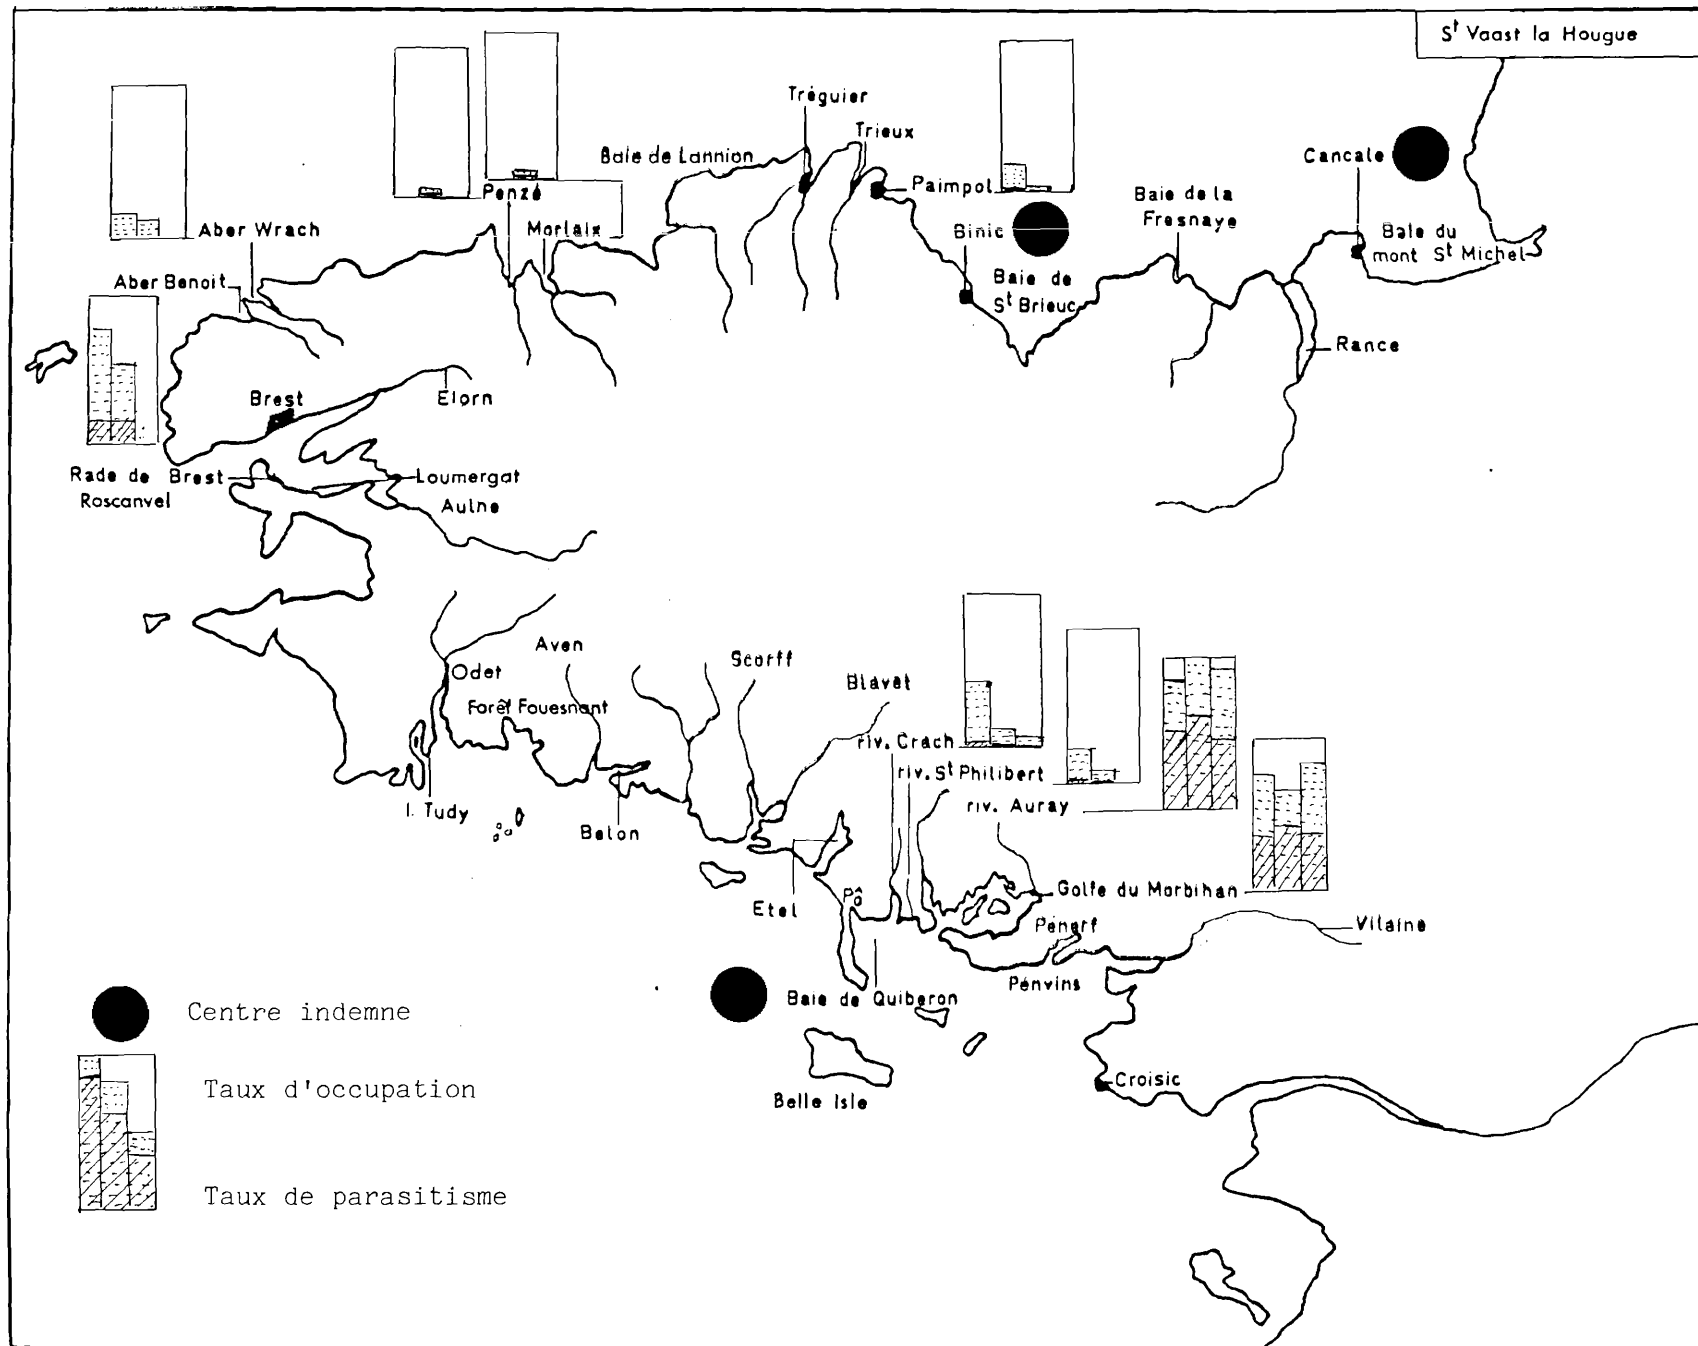 St Vaast la Hougue
Tréguier
Trieux
Baie de Lannion
Cancale
Penzé
Paimpol
Baie de la
Fresnaye
Aber Wrach
Morlaix
Binic
Baie du
mont St Michel
Aber Benoit
Baie de
St Brieuc
Rance
Brest
Elorn
Rade de Brest
Roscanvel
Loumergat
Aulne
Aven
Scorff
Odet
Blavet
Forêt Fouesnant
riv. Crach
riv. St Philibert
riv. Auray
I. Tudy
Belon
Etel
Pô
Golfe du Morbihan
Penerf
Vilaine
Pénvins
Baie de Quiberon
Centre indemne
Croisic
Taux d'occupation
Belle Isle
Taux de parasitisme